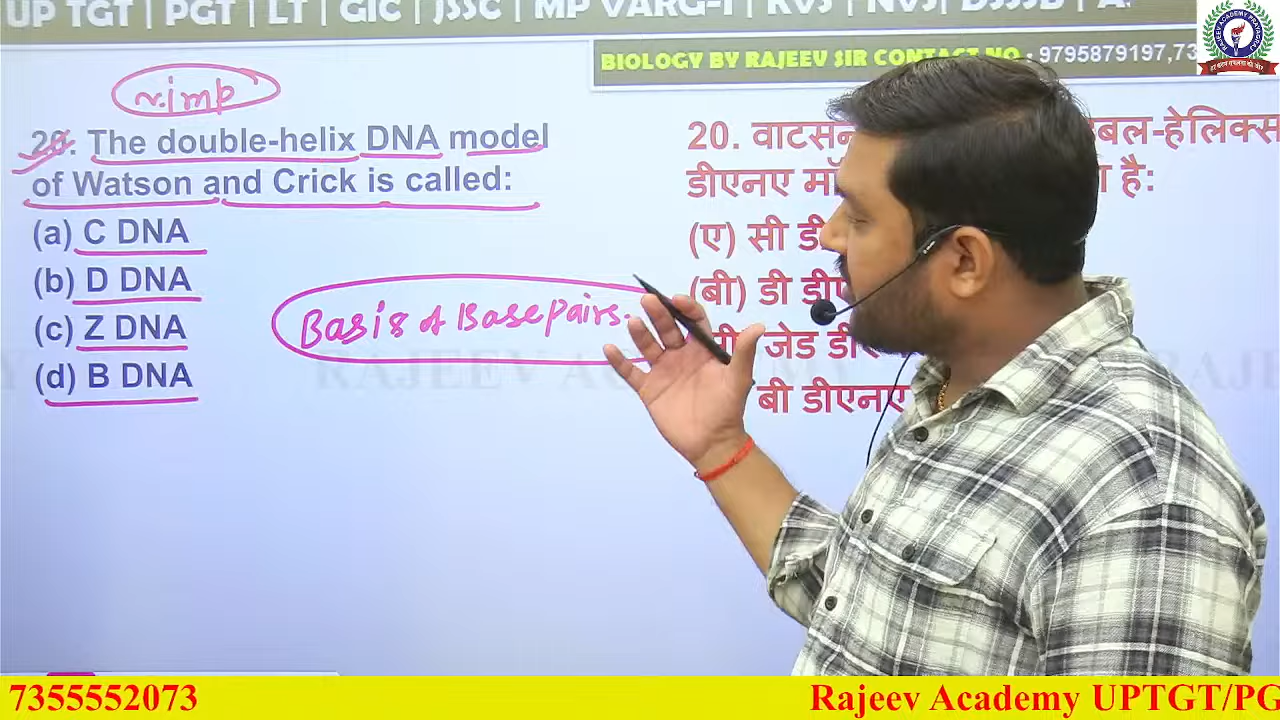 UP TGT | PGT | LT | GIC | JSSC | MP VARG-I | KVS | NVS| DSSSB |
BIOLOGY BY RAJEEV SIR CONTACT NO : 9795879197,73
v.imp
20. The double-helix DNA model
of Watson and Crick is called:
(a) C DNA
(b) D DNA
(c) Z DNA
(d) B DNA
Basis of Base pairs.
20. डबल-हेलिक्स
डीएनए है:
(ए) सी
(बी) डी
जेड
बी डीएनए
RAJEEV
7355552073
Rajeev Academy UPTGT/PG